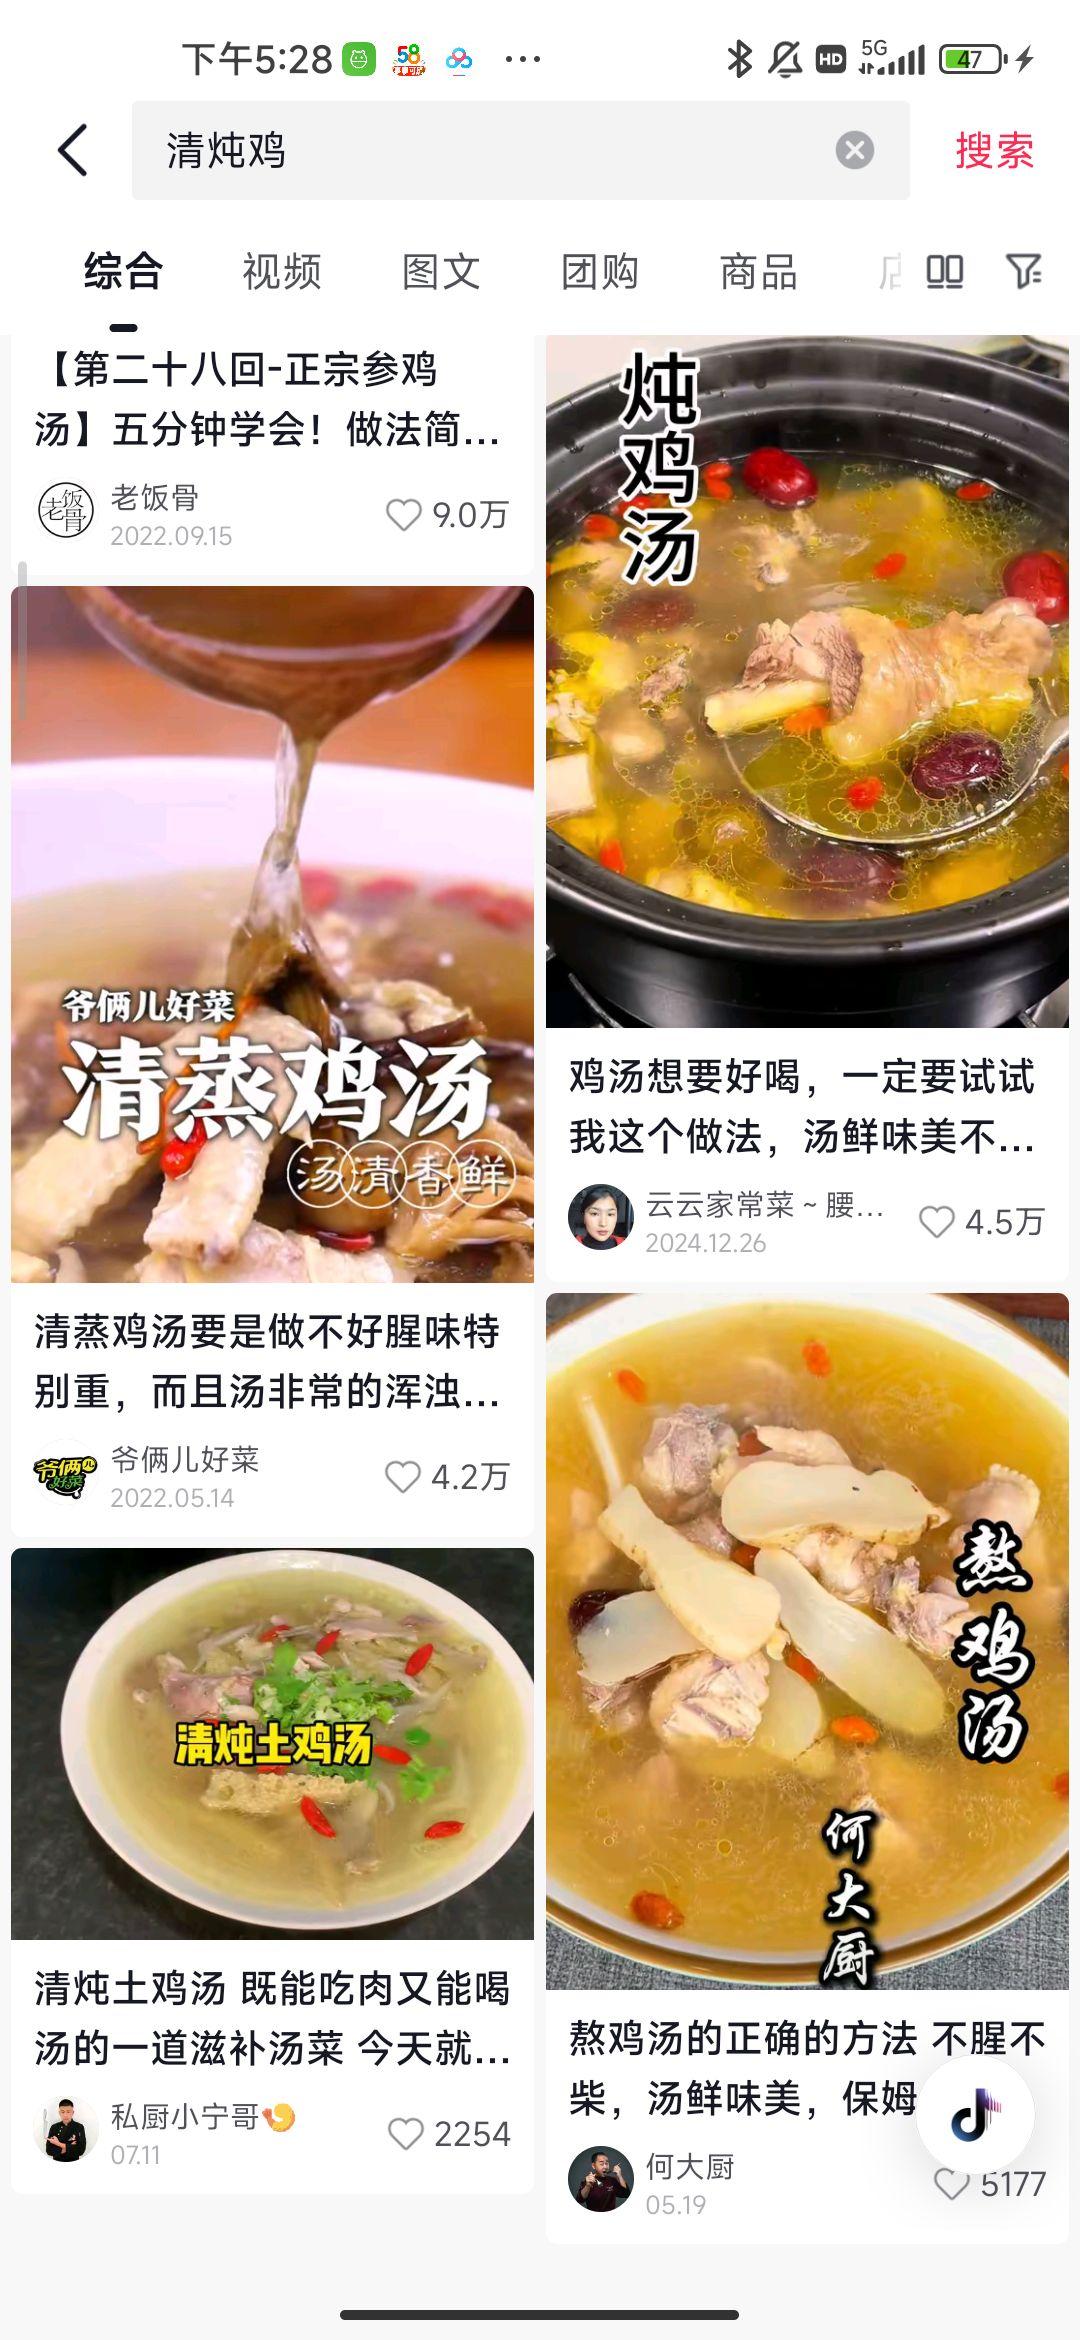 下午5:28
58
HD
5G
47
清炖鸡
搜索
综合
视频
图文
团购
商品
【第二十八回-正宗参鸡
汤】五分钟学会！做法简...
老饭骨
老饭骨
2022.09.15
9.0万
炖鸡汤
鸡汤想要好喝，一定要试试
我这个做法，汤鲜味美不...
云云家常菜～腰...
2024.12.26
4.5万
爷俩儿好菜
清蒸鸡汤
汤清香鲜
清蒸鸡汤要是做不好腥味特
别重，而且汤非常的浑浊...
爷俩儿好菜
爷俩儿好菜
2022.05.14
4.2万
熬鸡汤
何大厨
熬鸡汤的正确的方法 不腥不
柴，汤鲜味美，保姆
何大厨
05.19
5177
清炖土鸡汤
清炖土鸡汤 既能吃肉又能喝
汤的一道滋补汤菜 今天就...
私厨小宁哥
07.11
2254